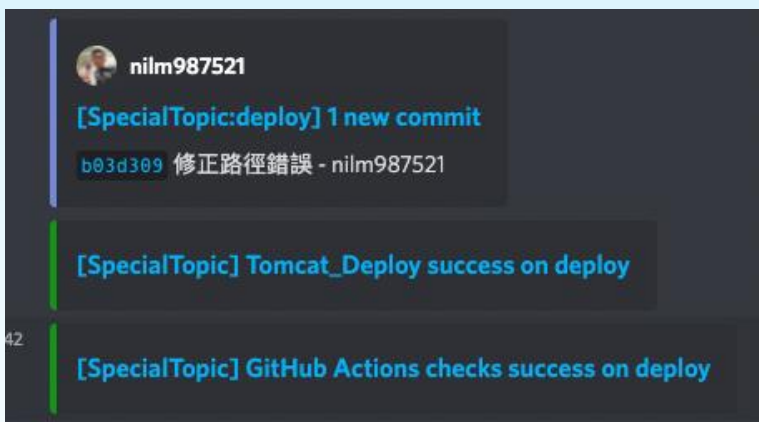 nilm987521
[SpecialTopic:deploy] 1 new commit
b03d309 修正路徑錯誤 - nilm987521
[SpecialTopic] Tomcat_Deploy success on deploy
42
[SpecialTopic] GitHub Actions checks success on deploy